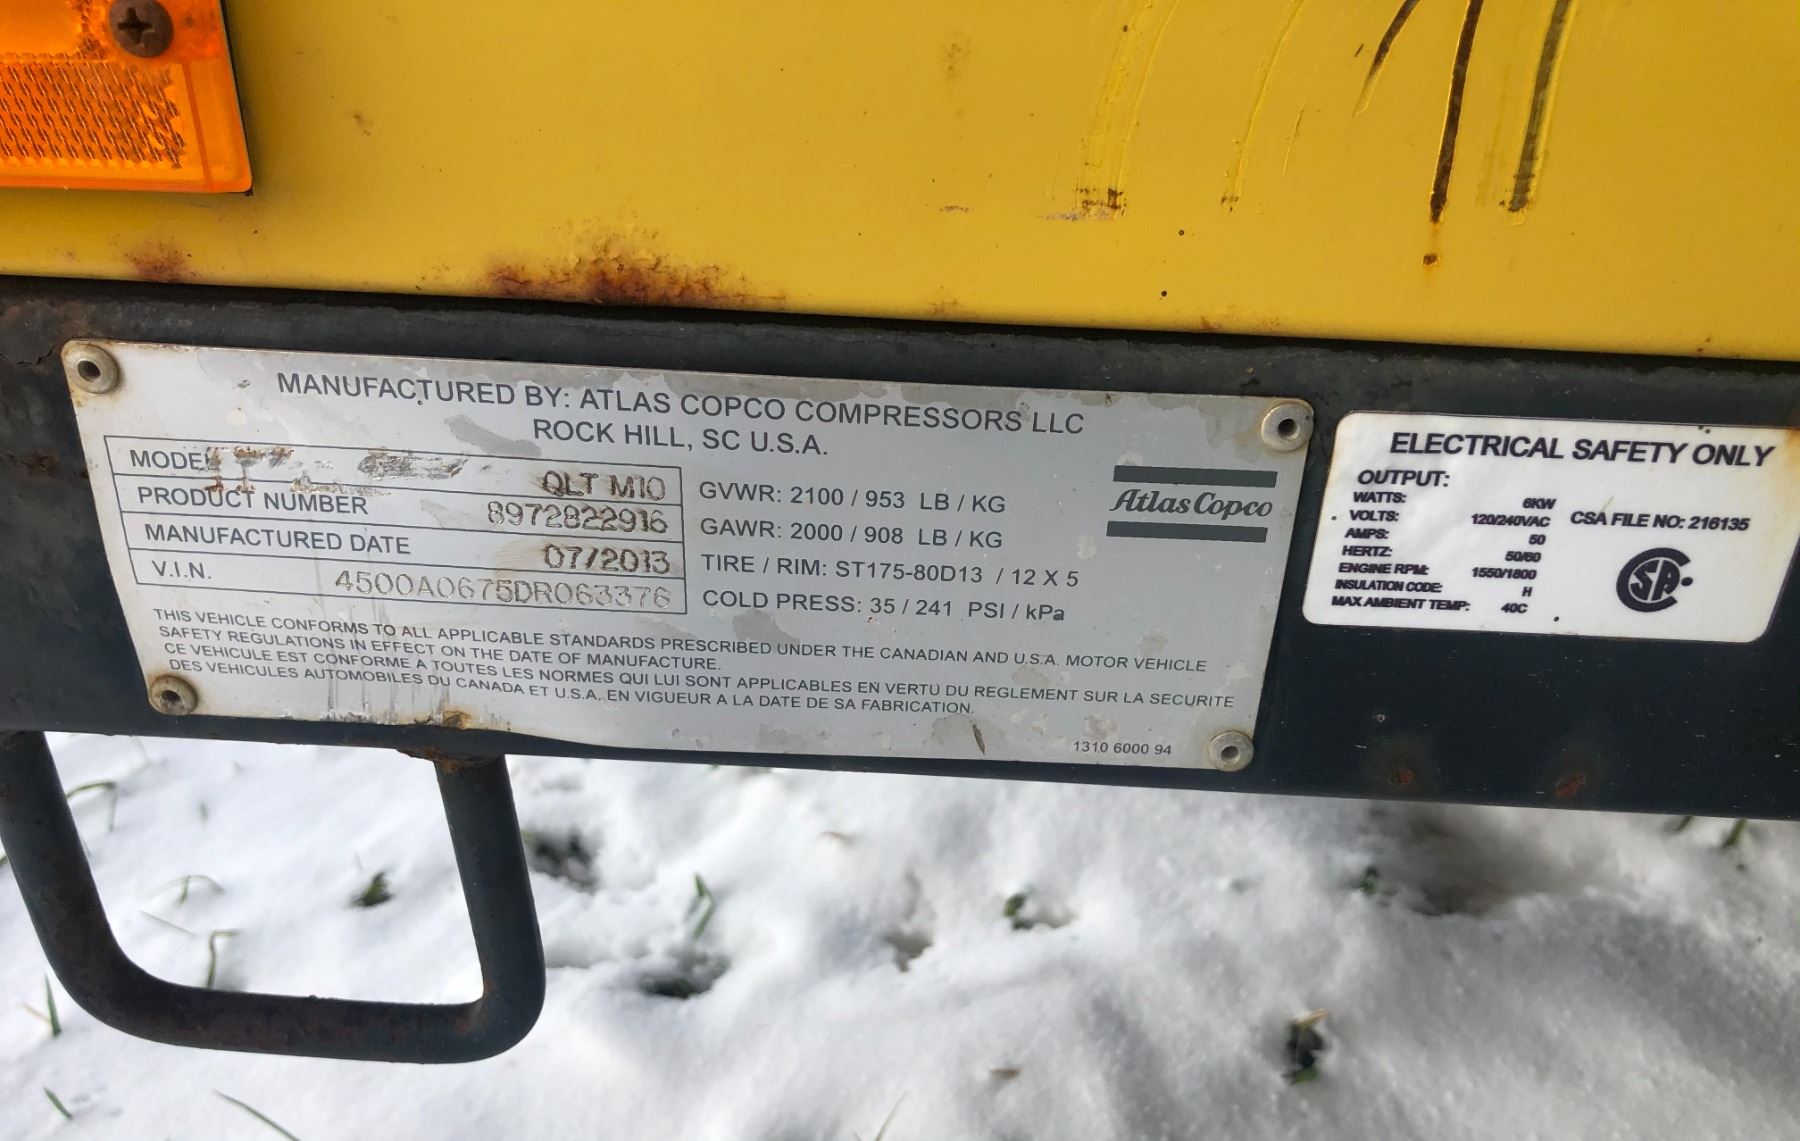 MANUFACTURED BY: ATLAS COPCO COMPRESSORS LLC
ROCK HILL, SC U.S.A.
MODEL QLT M10
PRODUCT NUMBER 8972822916
MANUFACTURED DATE 07/2013
V.I.N. 4500A0675DR063376
GVWR: 2100 / 953 LB / KG
GAWR: 2000 / 908 LB / KG
TIRE / RIM: ST175-80D13 / 12 X 5
COLD PRESS: 35 / 241 PSI / kPa
Atlas Copco
THIS VEHICLE CONFORMS TO ALL APPLICABLE STANDARDS PRESCRIBED UNDER THE CANADIAN AND U.S.A. MOTOR VEHICLE
SAFETY REGULATIONS IN EFFECT ON THE DATE OF MANUFACTURE.
CE VEHICULE EST CONFORME A TOUTES LES NORMES QUI LUI SONT APPLICABLES EN VERTU DU REGLEMENT SUR LA SECURITE
DES VEHICULES AUTOMOBILES DU CANADA ET U.S.A. EN VIGUEUR A LA DATE DE SA FABRICATION.
1310 6000 94
ELECTRICAL SAFETY ONLY
OUTPUT:
WATTS: 6KW
VOLTS: 120/240VAC
AMPS: 50
HERTZ: 50/60
ENGINE RPM: 1550/1800
INSULATION CODE: H
MAX AMBIENT TEMP: 40C
CSA FILE NO: 216135
SA